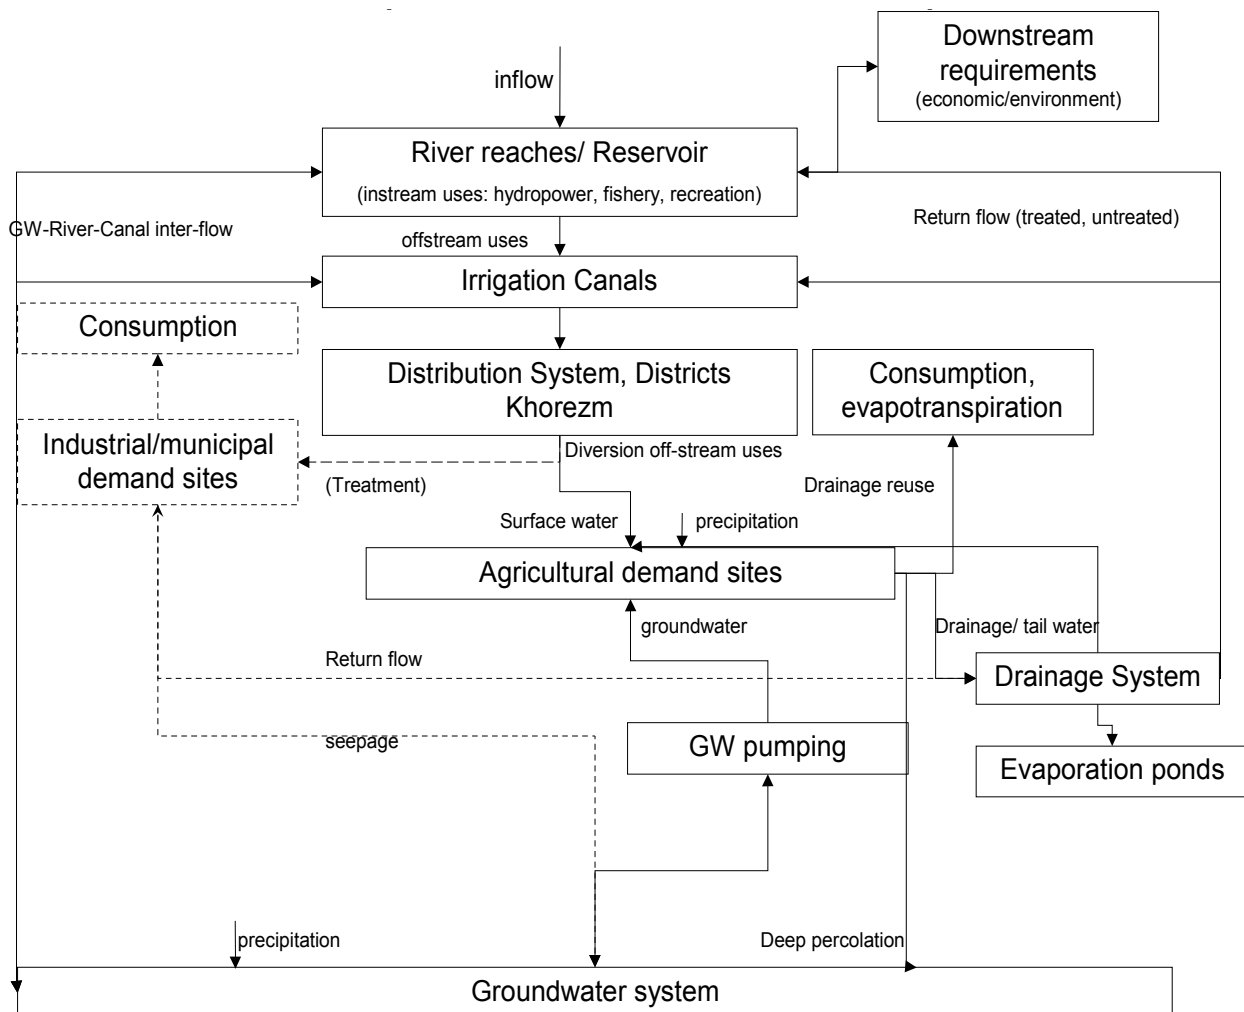 Downstream
requirements
(economic/environment)
inflow
River reaches/ Reservoir
(instream uses: hydropower, fishery, recreation)
GW-River-Canal inter-flow
Return flow (treated, untreated)
offstream uses
Irrigation Canals
Consumption
Distribution System, Districts
Khorezm
Consumption,
evapotranspiration
Industrial/municipal
demand sites
Diversion off-stream uses
(Treatment)
Drainage reuse
Surface water
precipitation
Agricultural demand sites
groundwater
Drainage/ tail water
Return flow
Drainage System
seepage
GW pumping
Evaporation ponds
precipitation
Deep percolation
Groundwater system